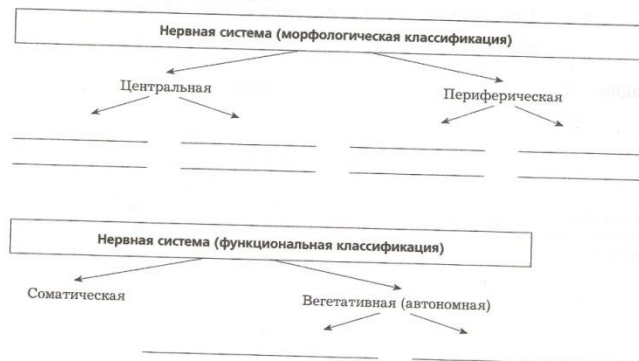 Нервная система (морфологическая классификация)
Центральная
Периферическая
Нервная система (функциональная классификация)
Соматическая
Вегетативная (автономная)